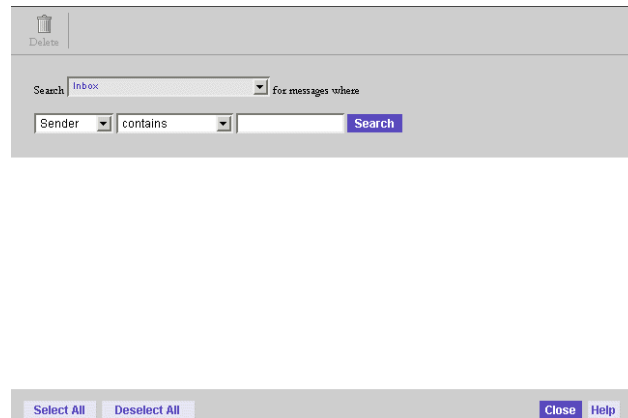 Delete
Search Inbox for messages where
Sender contains Search
Select All Deselect All Close Help